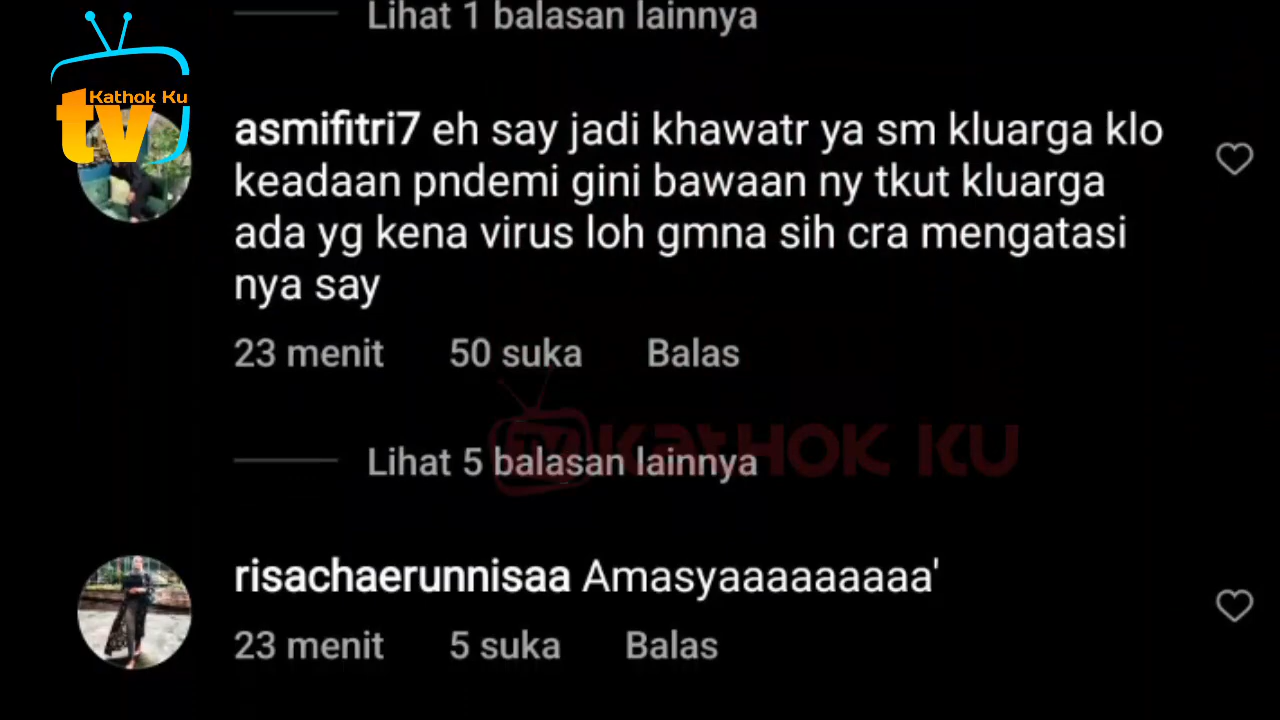 Lihat 1 balasan lainnya
Kathok Ku
tv
asmifitri7 eh say jadi khawatr ya sm kluarga klo
keadaan pndemi gini bawaan ny tkut kluarga
ada yg kena virus loh gmna sih cra mengatasi
nya say
23 menit 50 suka Balas
TV KATHOK KU
Lihat 5 balasan lainnya
risachaerunnisaa Amasyaaaaaaaaa'
23 menit 5 suka Balas